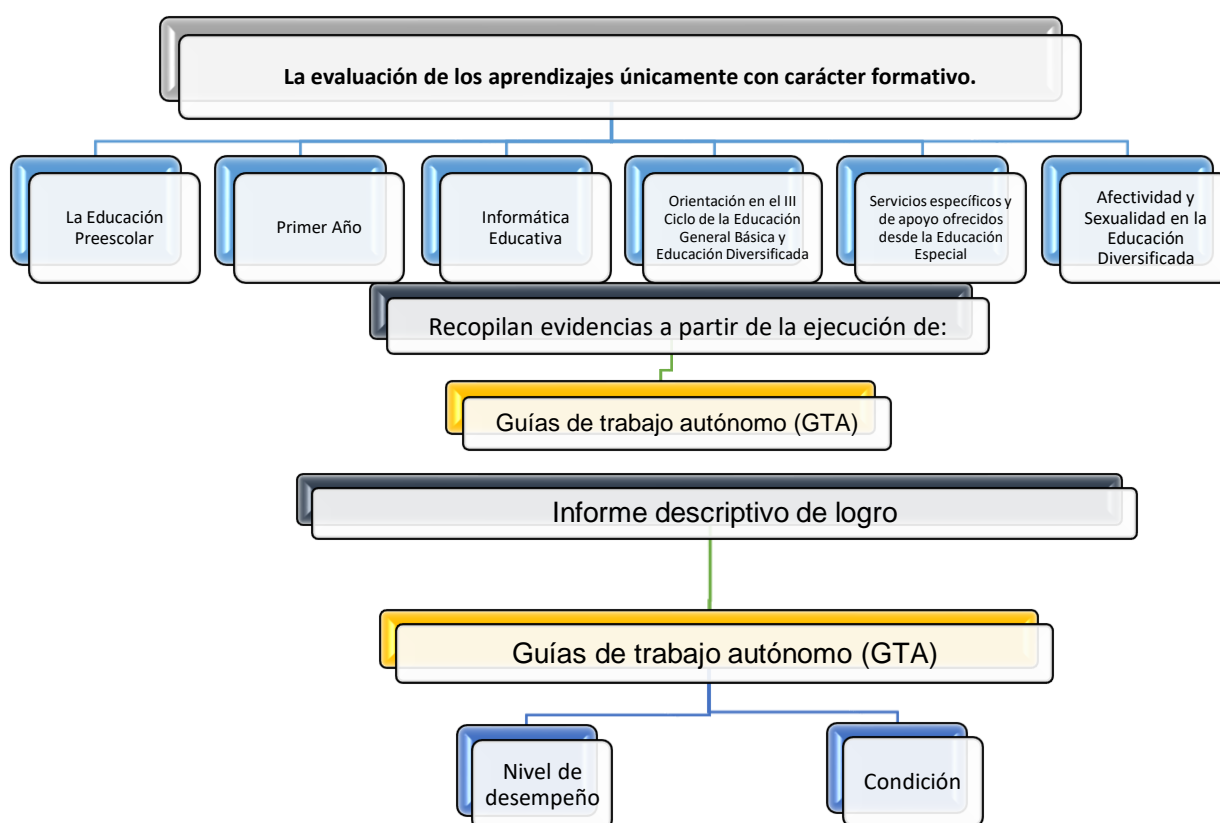 La evaluación de los aprendizajes únicamente con carácter formativo.
La Educación
Preescolar
Primer Año
Informática
Educativa
Orientación en el III
Ciclo de la Educación
General Básica y
Educación Diversificada
Servicios específicos y
de apoyo ofrecidos
desde la Educación
Especial
Afectividad y
Sexualidad en la
Educación
Diversificada
Recopilan evidencias a partir de la ejecución de:
Guías de trabajo autónomo (GTA)
Informe descriptivo de logro
Guías de trabajo autónomo (GTA)
Nivel de
desempeño
Condición